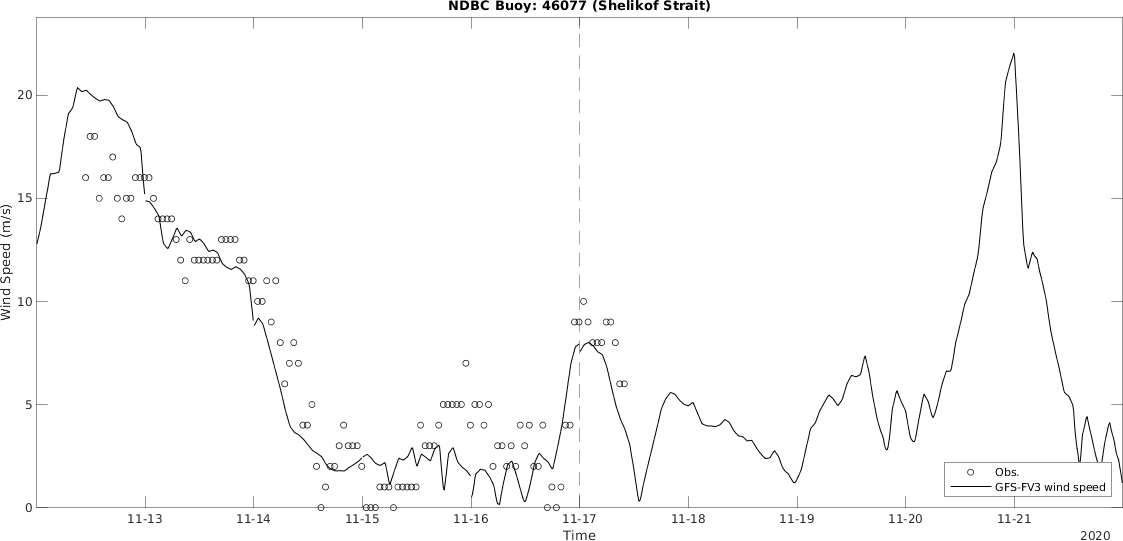 NDBC Buoy: 46077 (Shelikof Strait)
Wind Speed (m/s)
20
15
10
5
0
11-13 11-14 11-15 11-16 11-17 11-18 11-19 11-20 11-21
Time
2020
Obs.
GFS-FV3 wind speed